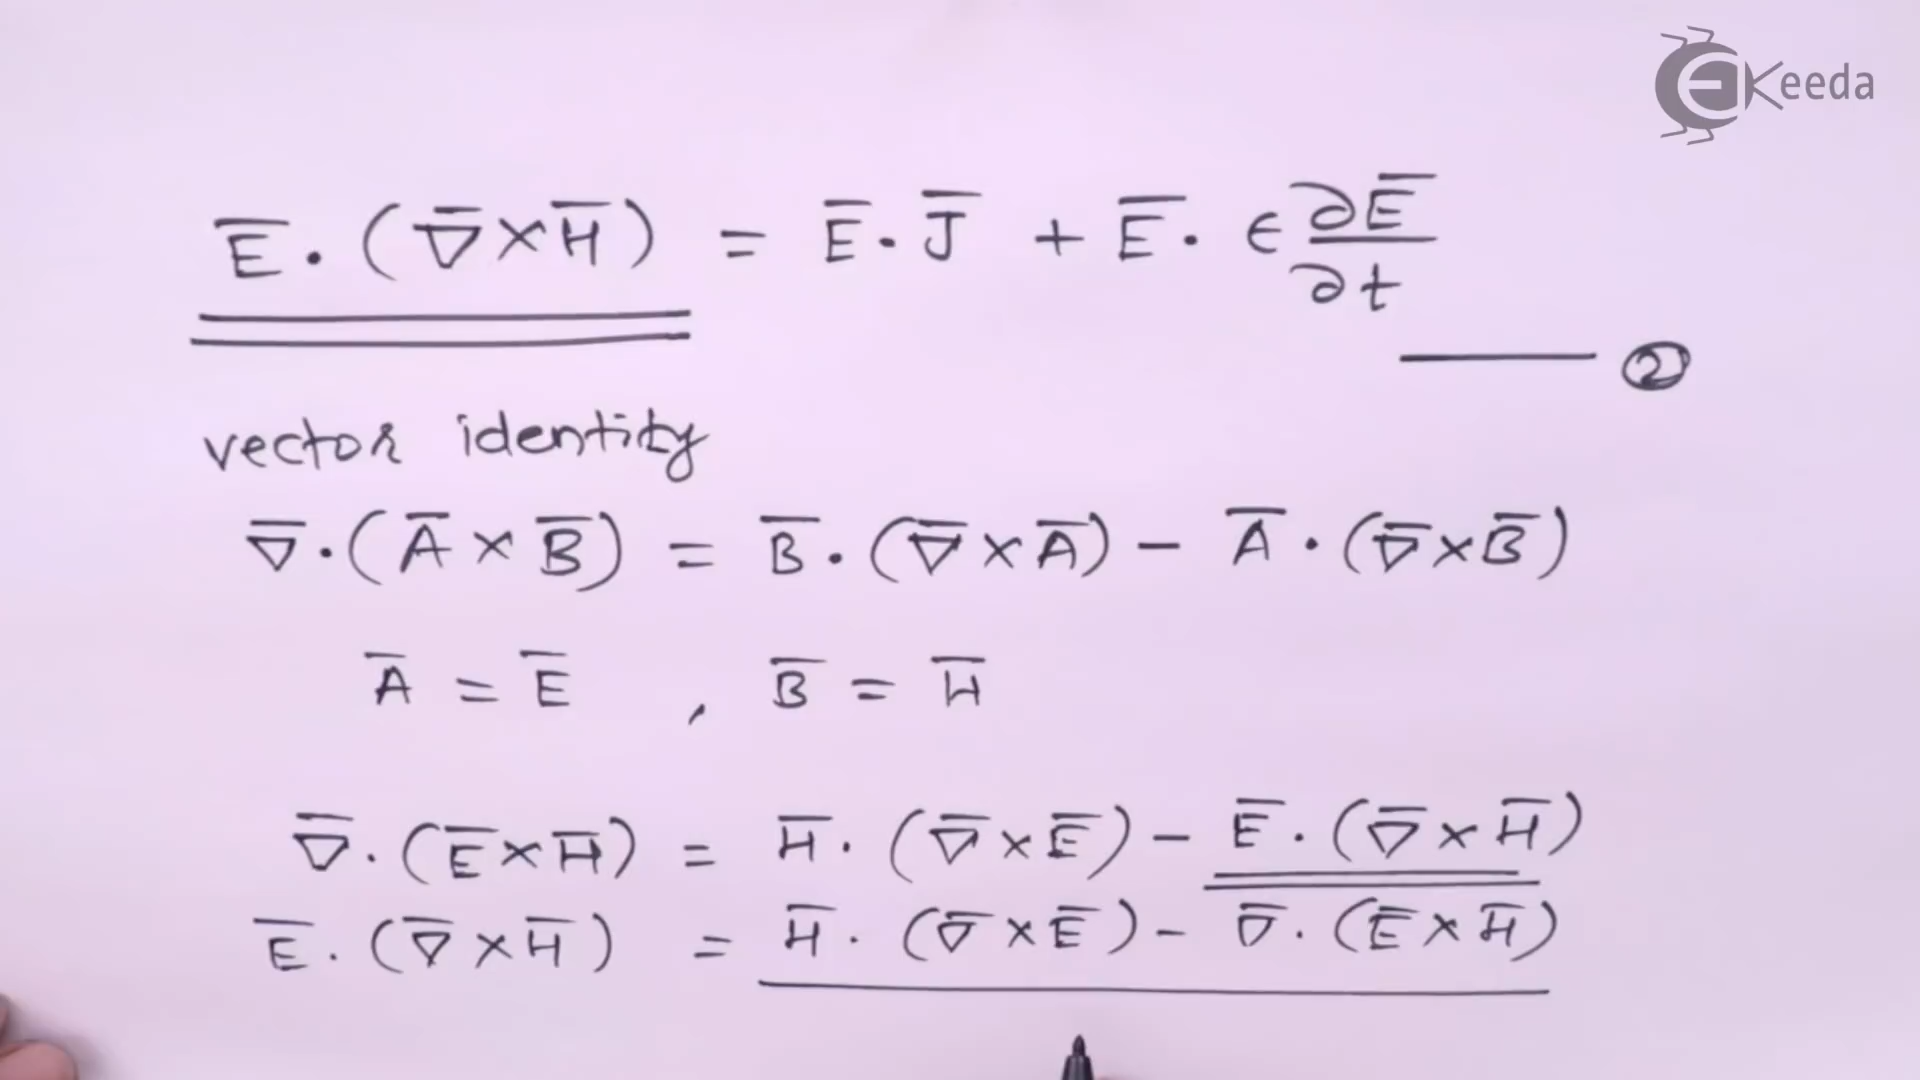 EKeeda
E̅ · (∇̅ × H̅) = E̅ · J̅ + E̅ · ϵ ∂E̅/∂t
②
vector identity
∇̅ · (A̅ × B̅) = B̅ · (∇̅ × A̅) − A̅ · (∇̅ × B̅)
A̅ = E̅ , B̅ = H̅
∇̅ · (E̅ × H̅) = H̅ · (∇̅ × E̅) − E̅ · (∇̅ × H̅)
E̅ · (∇̅ × H̅) = H̅ · (∇̅ × E̅) − ∇̅ · (E̅ × H̅)